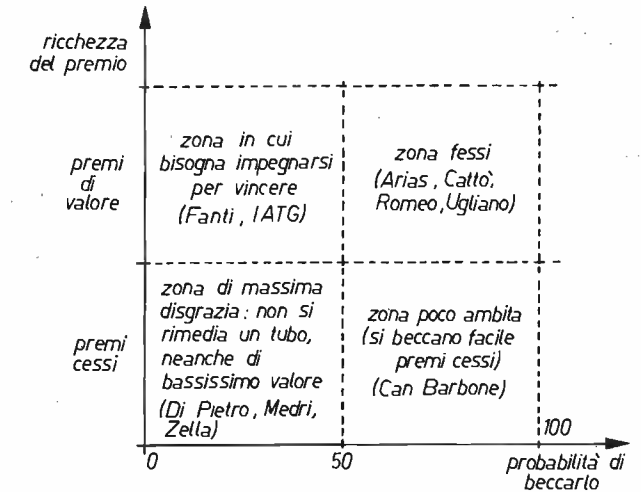 ricchezza
del premio
premi
di
valore
zona in cui
bisogna impegnarsi
per vincere
(Fanti, IATG)
zona fessi
(Arias, Cattò,
Romeo, Ugliano)
premi
cessi
zona di massima
disgrazia: non si
rimedia un tubo,
neanche di
bassissimo valore
(Di Pietro, Medri,
Zella)
zona poco ambita
(si beccano facile
premi cessi)
(Can Barbone)
0
50
100
probabilità di
beccarlo